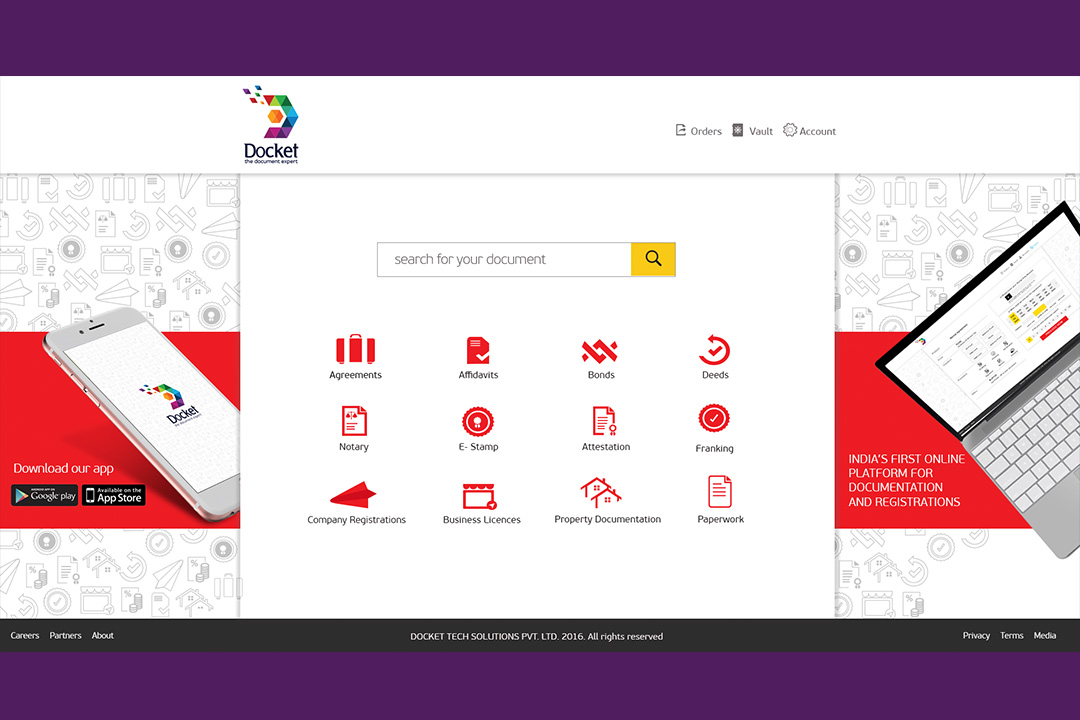 Docket
the document expert
Orders Vault Account
search for your document
Agreements Affidavits Bonds Deeds
Notary E- Stamp Attestation Franking
Company Registrations Business Licences Property Documentation Paperwork
Docket
Download our app
ANDROID APP ON
Google play
Available on the
App Store
INDIA'S FIRST ONLINE
PLATFORM FOR
DOCUMENTATION
AND REGISTRATIONS
Careers Partners About
DOCKET TECH SOLUTIONS PVT. LTD. 2016. All rights reserved
Privacy Terms Media